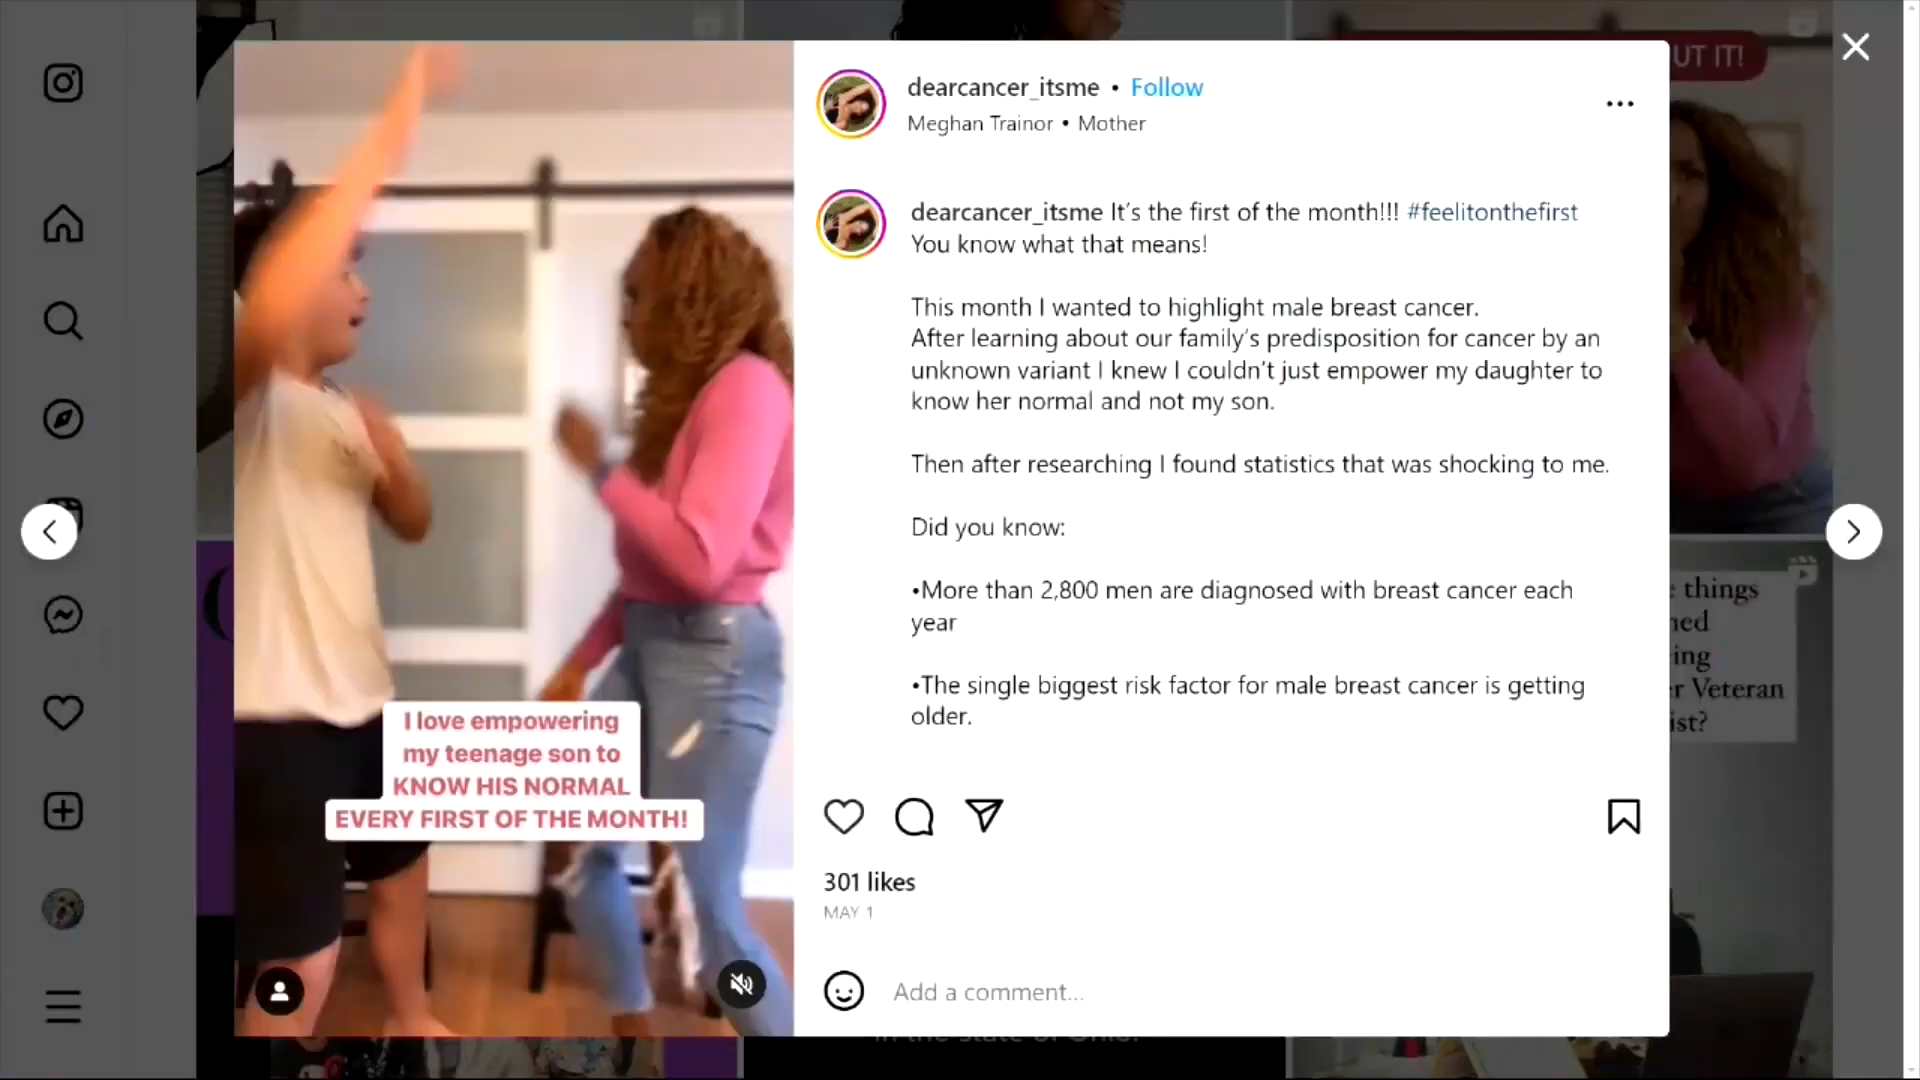 UT IT!
dearcancer_itsme • Follow
Meghan Trainor • Mother
dearcancer_itsme It's the first of the month!!! #feelitonthefirst
You know what that means!
This month I wanted to highlight male breast cancer.
After learning about our family's predisposition for cancer by an
unknown variant I knew I couldn't just empower my daughter to
know her normal and not my son.
Then after researching I found statistics that was shocking to me.
Did you know:
•More than 2,800 men are diagnosed with breast cancer each
year
•The single biggest risk factor for male breast cancer is getting
older.
I love empowering
my teenage son to
KNOW HIS NORMAL
EVERY FIRST OF THE MONTH!
301 likes
MAY 1
Add a comment...
things
ned
ing
r Veteran
ist?
in the state of Ohio.